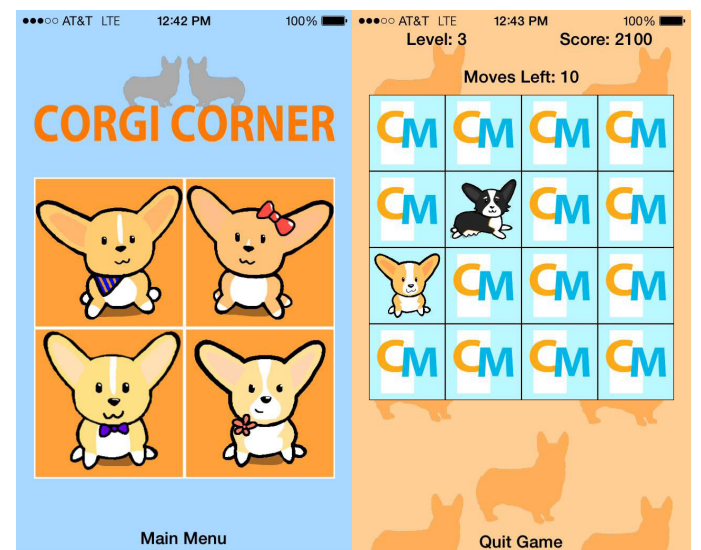 AT&T LTE 12:42 PM 100%
CORGI CORNER
Main Menu
AT&T LTE 12:43 PM 100%
Level: 3 Score: 2100
Moves Left: 10
CM CM CM CM
CM CM CM
CM CM CM
CM CM CM CM
Quit Game